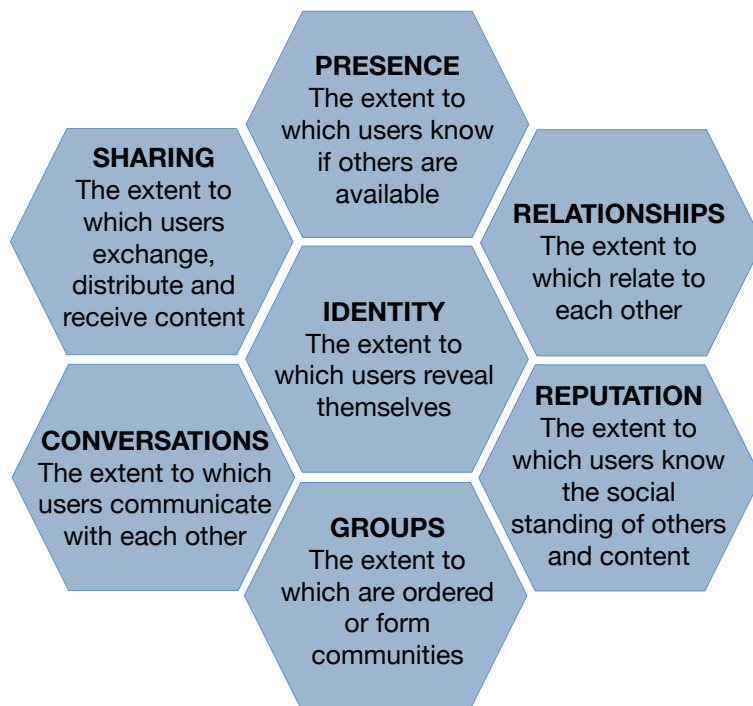 PRESENCE
The extent to
which users know
if others are
available
SHARING
The extent to
which users
exchange,
distribute and
receive content
RELATIONSHIPS
The extent to
which relate to
each other
IDENTITY
The extent to
which users reveal
themselves
CONVERSATIONS
The extent to which
users communicate
with each other
REPUTATION
The extent to
which users know
the social
standing of others
and content
GROUPS
The extent to
which are ordered
or form
communities